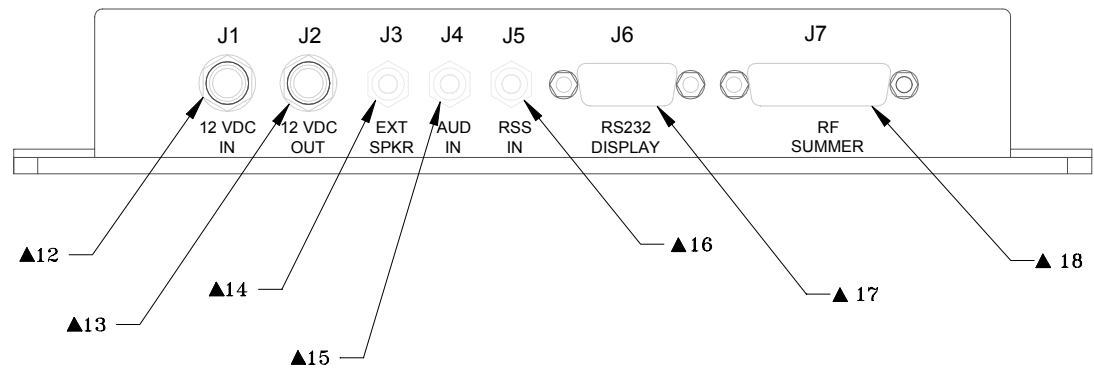 J1 J2 J3 J4 J5 J6 J7
12 VDC 12 VDC EXT AUD RSS RS232 RF
IN OUT SPKR IN IN DISPLAY SUMMER
▲16
▲12 ▲ 18
▲14 ▲ 17
▲13
▲15